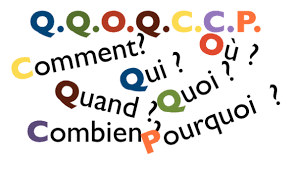 Q.Q.O.Q.C.C.P.
Comment?
Où ?
Qui ?
Quoi ?
Quand ?
Combien ?
Pourquoi ?